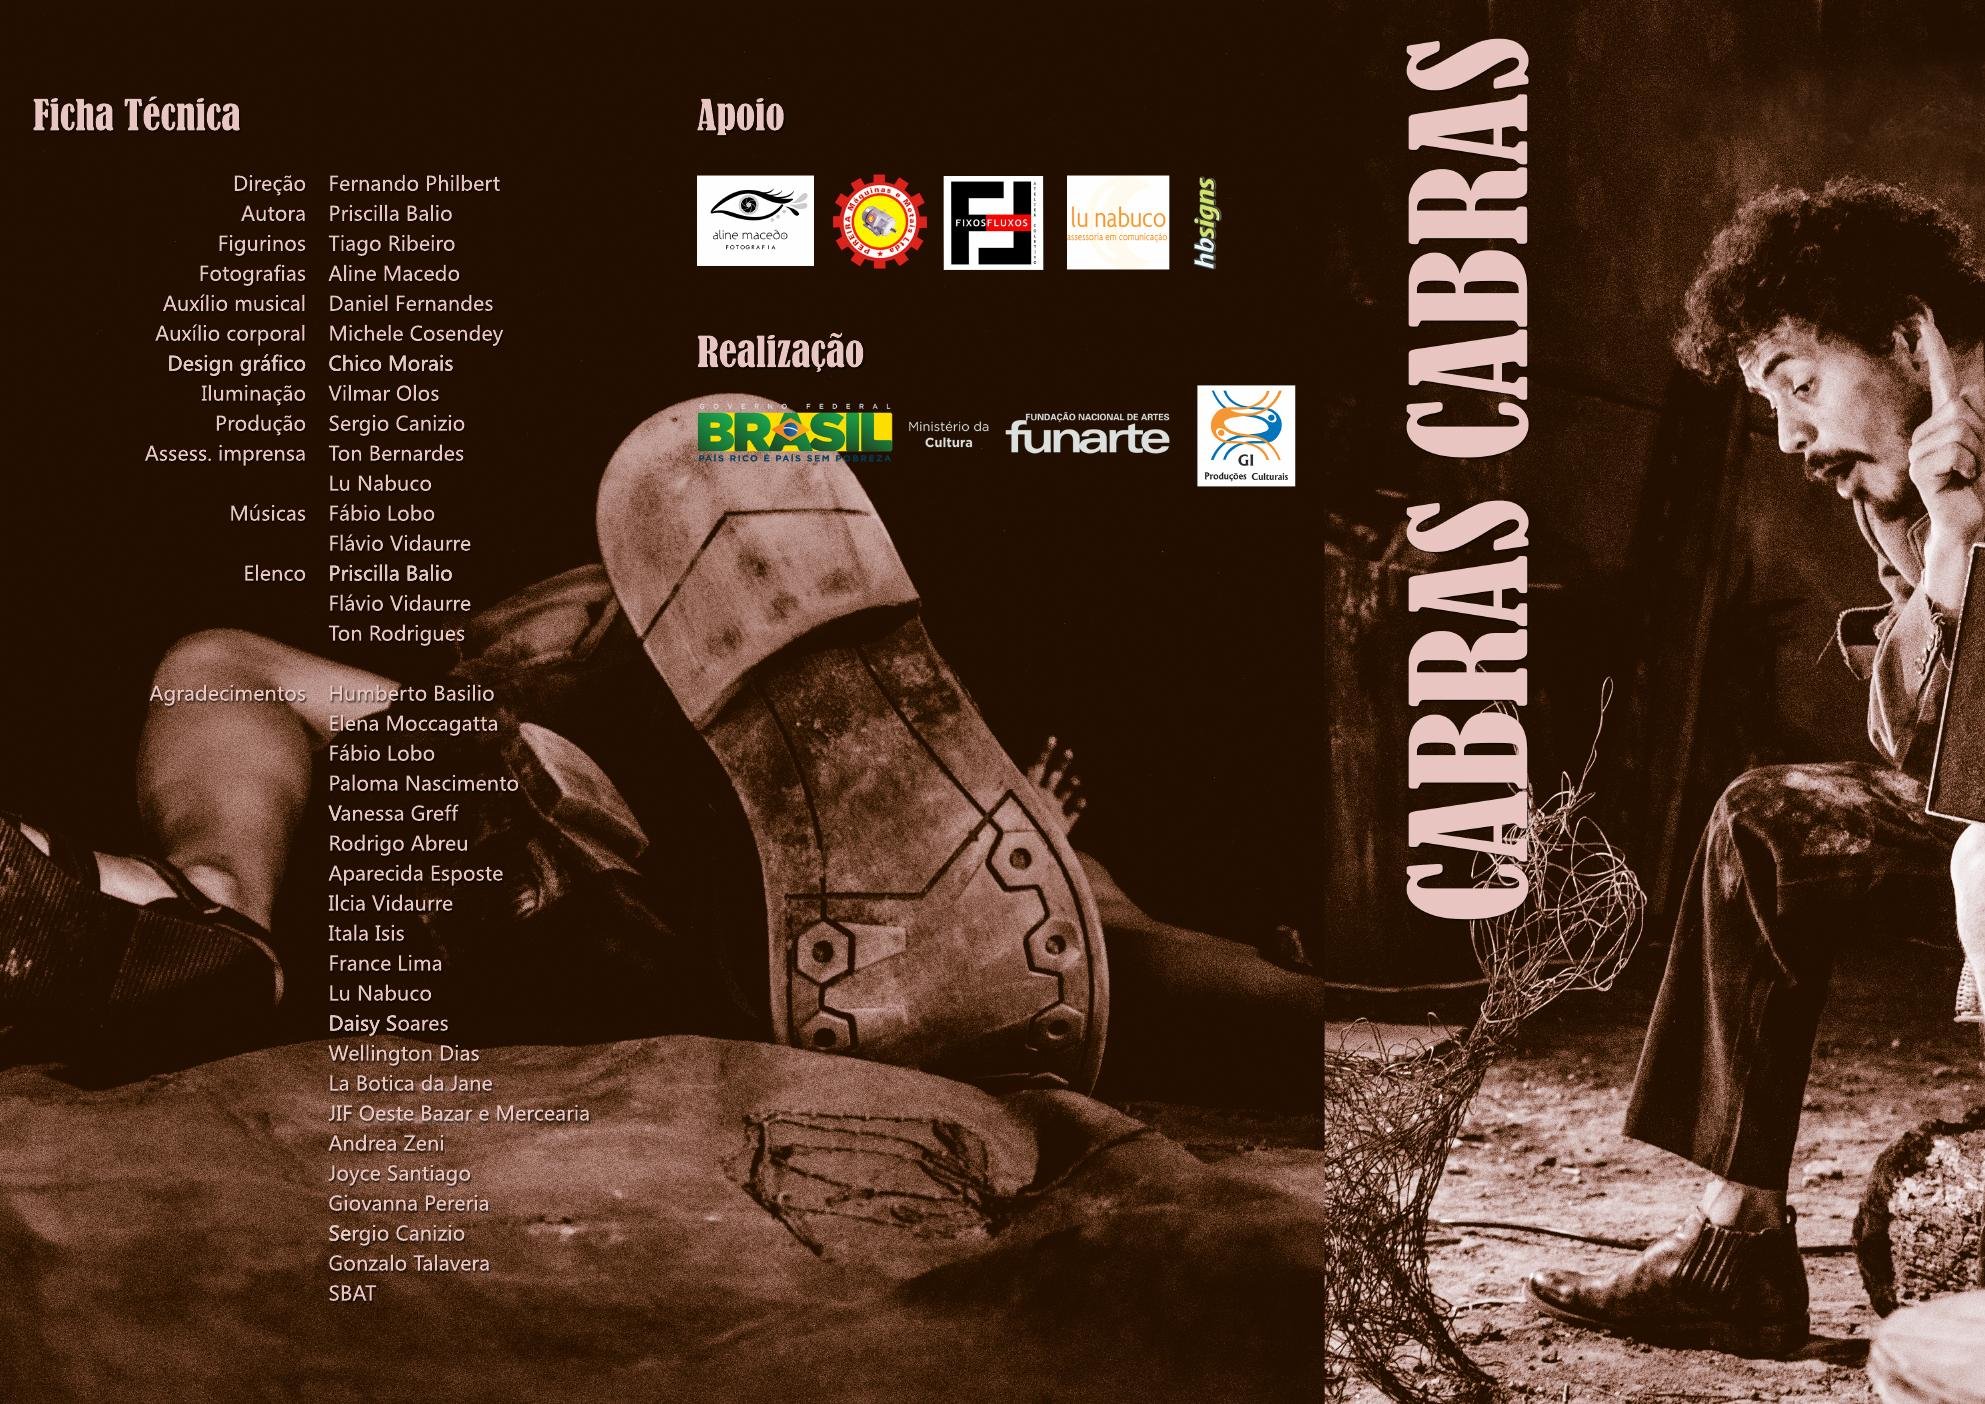 Ficha Técnica
Direção Fernando Philbert
Autora Priscilla Balio
Figurinos Tiago Ribeiro
Fotografias Aline Macedo
Auxílio musical Daniel Fernandes
Auxílio corporal Michele Cosendey
Design gráfico Chico Morais
Iluminação Vilmar Olos
Produção Sergio Canizio
Assess. imprensa Ton Bernardes
Lu Nabuco
Músicas Fábio Lobo
Flávio Vidaurre
Elenco Priscilla Balio
Flávio Vidaurre
Ton Rodrigues
Agradecimentos Humberto Basilio
Elena Moccagatta
Fábio Lobo
Paloma Nascimento
Vanessa Greff
Rodrigo Abreu
Aparecida Esposte
Ilcia Vidaurre
Itala Isis
France Lima
Lu Nabuco
Daisy Soares
Wellington Dias
La Botica da Jane
JIF Oeste Bazar e Mercearia
Andrea Zeni
Joyce Santiago
Giovanna Pereria
Sergio Canizio
Gonzalo Talavera
SBAT
Apoio
aline macedo
FOTOGRAFIA
PEREIRA Máquinas e Metais Ltda
FIXOSFLUXOS
lu nabuco
assessoria em comunicação
hbsigns
Realização
GOVERNO FEDERAL
BRASIL
PAÍS RICO É PAÍS SEM POBREZA
Ministério da
Cultura
FUNDAÇÃO NACIONAL DE ARTES
funarte
GI
Produções Culturais
CABRAS CABRAS